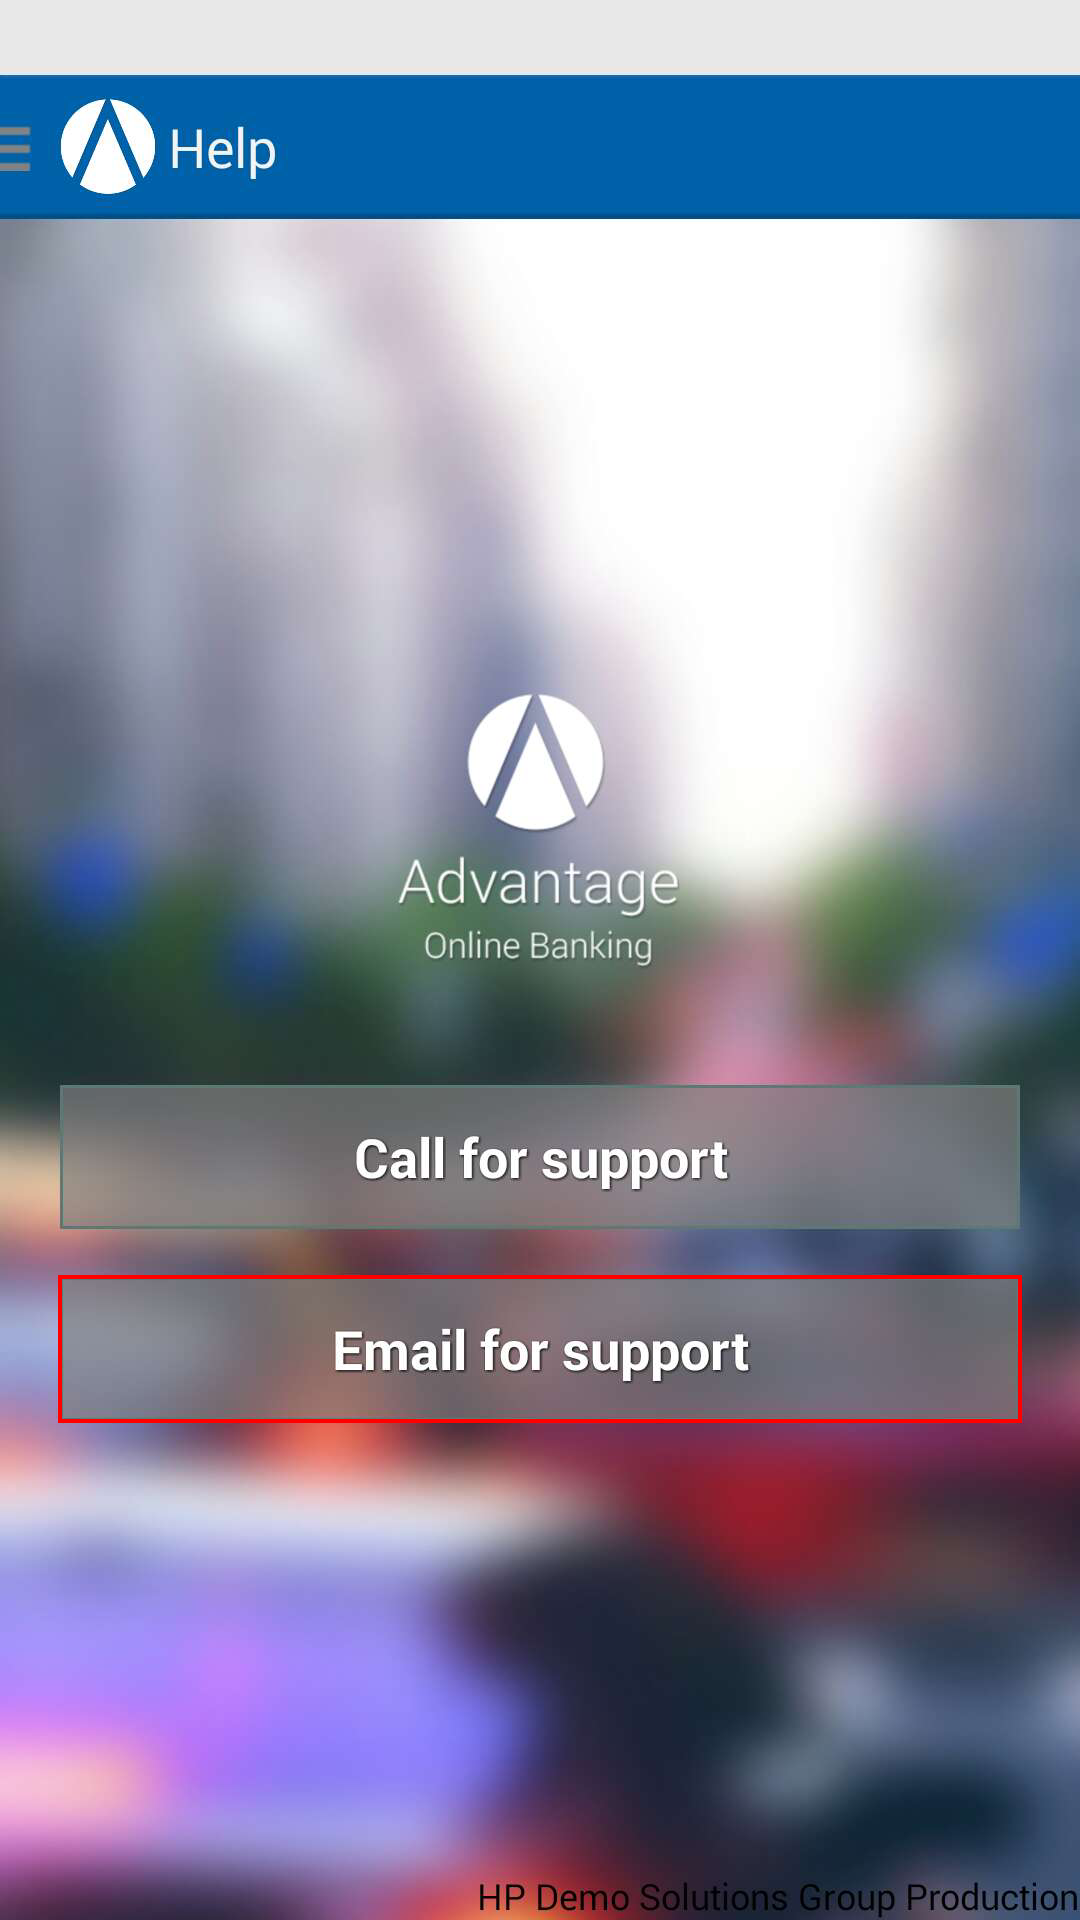 Help
Advantage
Online Banking
Call for support
Email for support
HP Demo Solutions Group Production